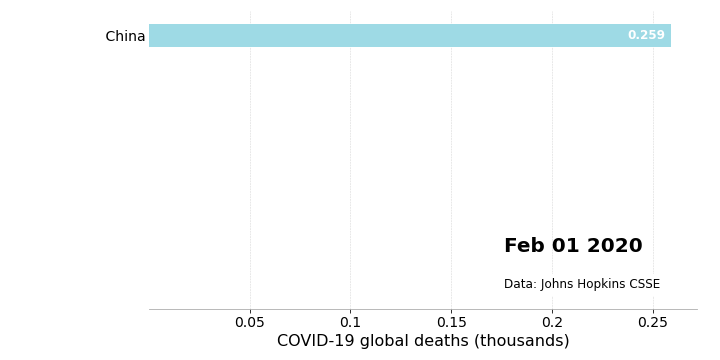 China 0.259
Feb 01 2020
Data: Johns Hopkins CSSE
0.05 0.1 0.15 0.2 0.25
COVID-19 global deaths (thousands)